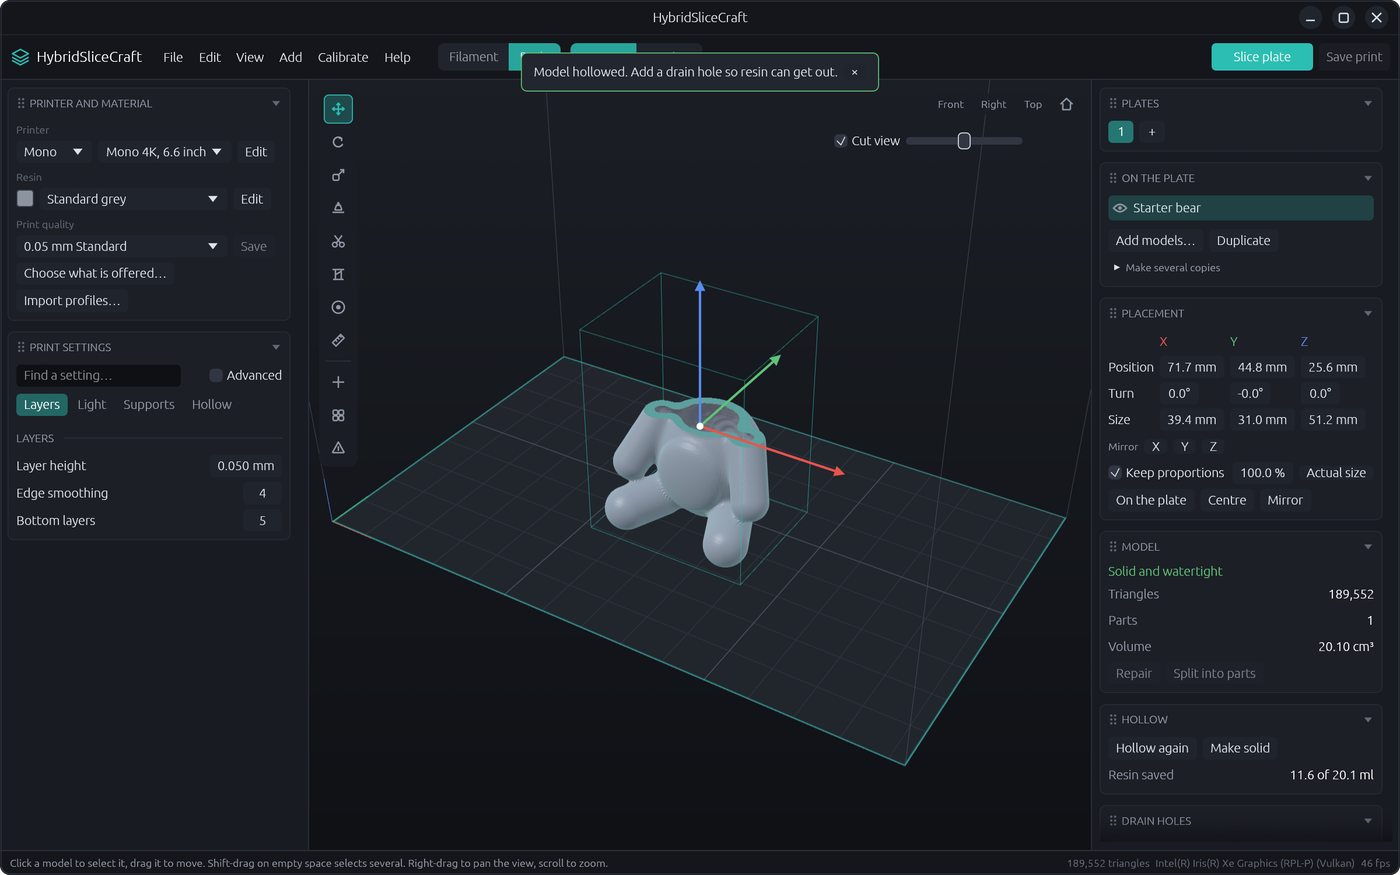 HybridSliceCraft
HybridSliceCraft File Edit View Add Calibrate Help Filament Slice plate Save print
Model hollowed. Add a drain hole so resin can get out. ×
PRINTER AND MATERIAL
Printer
Mono Mono 4K, 6.6 inch Edit
Resin
Standard grey Edit
Print quality
0.05 mm Standard Save
Choose what is offered…
Import profiles…
PRINT SETTINGS
Find a setting… Advanced
Layers Light Supports Hollow
LAYERS
Layer height 0.050 mm
Edge smoothing 4
Bottom layers 5
Front Right Top
Cut view
PLATES
1 +
ON THE PLATE
Starter bear
Add models… Duplicate
Make several copies
PLACEMENT
X Y Z
Position 71.7 mm 44.8 mm 25.6 mm
Turn 0.0° -0.0° 0.0°
Size 39.4 mm 31.0 mm 51.2 mm
Mirror X Y Z
Keep proportions 100.0 % Actual size
On the plate Centre Mirror
MODEL
Solid and watertight
Triangles 189,552
Parts 1
Volume 20.10 cm³
Repair Split into parts
HOLLOW
Hollow again Make solid
Resin saved 11.6 of 20.1 ml
DRAIN HOLES
Click a model to select it, drag it to move. Shift-drag on empty space selects several. Right-drag to pan the view, scroll to zoom.
189,552 triangles Intel(R) Iris(R) Xe Graphics (RPL-P) (Vulkan) 46 fps